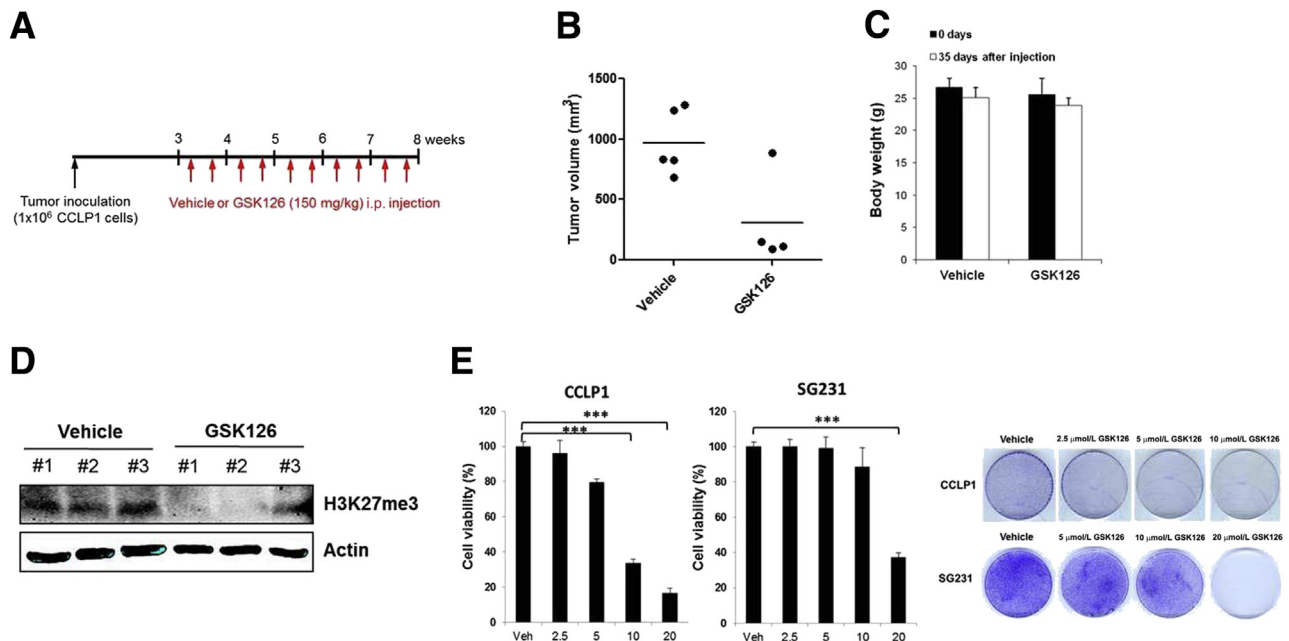 A
3 4 5 6 7 8 weeks
Tumor inoculation
(1x10⁶ CCLP1 cells)
Vehicle or GSK126 (150 mg/kg) i.p. injection
B
Tumor volume (mm³)
1500
1000
500
0
Vehicle
GSK126
C
0 days
35 days after injection
Body weight (g)
30
25
20
15
10
5
0
Vehicle GSK126
D
Vehicle GSK126
#1 #2 #3 #1 #2 #3
H3K27me3
Actin
E
CCLP1
Cell viability (%)
120
100
80
60
40
20
0
***
***
Veh 2.5 5 10 20
SG231
Cell viability (%)
120
100
80
60
40
20
0
***
Veh 2.5 5 10 20
Vehicle 2.5 µmol/L GSK126 5 µmol/L GSK126 10 µmol/L GSK126
CCLP1
Vehicle 5 µmol/L GSK126 10 µmol/L GSK126 20 µmol/L GSK126
SG231